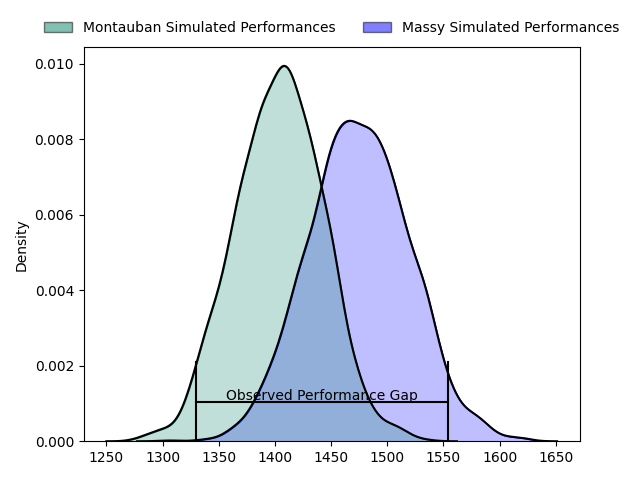 Montauban Simulated Performances Massy Simulated Performances
0.010
0.008
0.006
0.004
0.002
0.000
Density
Observed Performance Gap
1250 1300 1350 1400 1450 1500 1550 1600 1650